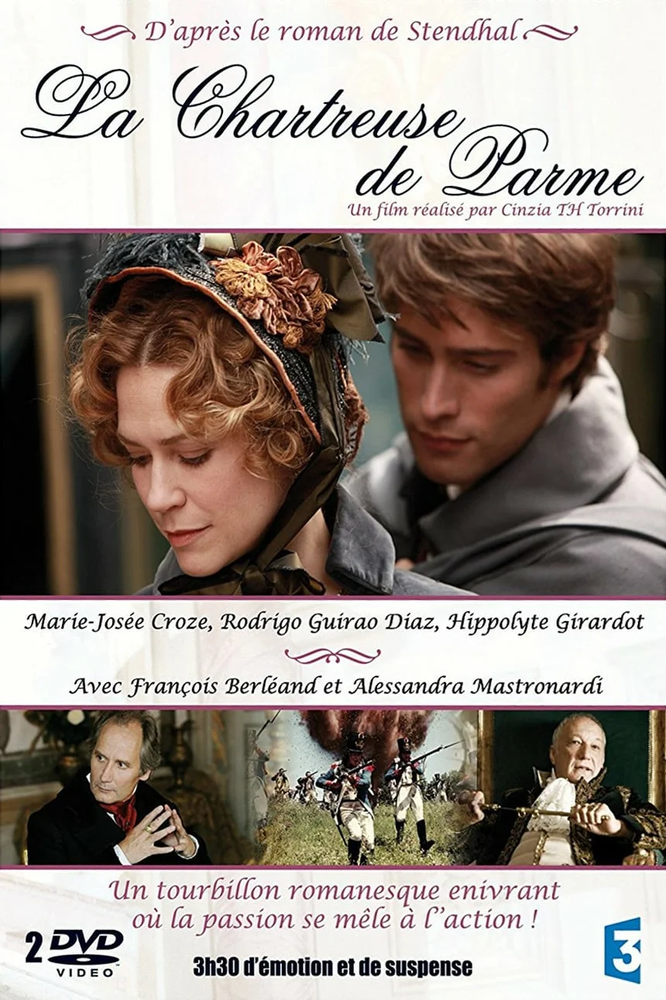 D'après le roman de Stendhal
La Chartreuse
de Parme
Un film réalisé par Cinzia TH Torrini
Marie-Josée Croze, Rodrigo Guirao Diaz, Hippolyte Girardot
Avec François Berléand et Alessandra Mastronardi
Un tourbillon romanesque enivrant
où la passion se mêle à l'action !
2 DVD
VIDEO
3h30 d'émotion et de suspense
3